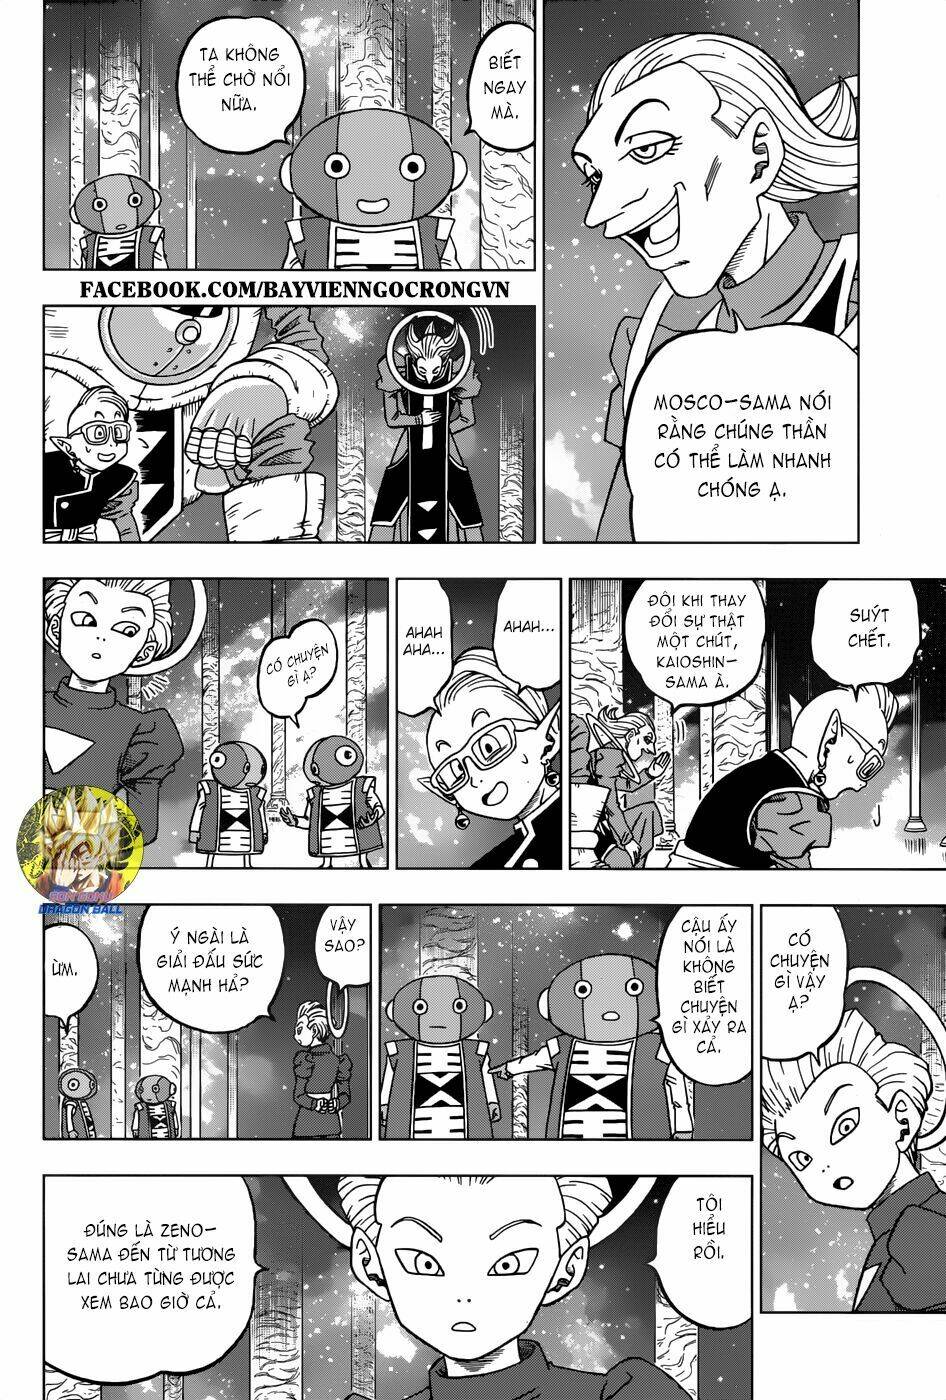 MOSCO-SAMA NÓI
RẰNG CHÚNG THẦN
CÓ THỂ LÀM NHANH
CHÓNG Ạ.
BIẾT
NGAY
MÀ.
TA KHÔNG
THỂ CHỜ NỔI
NỮA.
FACEBOOK.COM/BAYVIENNGOCRONGVN
SUÝT
CHẾT.
ĐÔI KHI THAY
ĐỔI SỰ THẬT
MỘT CHÚT,
KAIOSHIN-
SAMA À.
AHAH...
AHAH
AHA...
CÓ CHUYỆN
GÌ Ạ?
SON GOKU
DRAGON BALL
CÓ
CHUYỆN
GÌ VẬY
Ạ?
CẬU ẤY
NÓI LÀ
KHÔNG
BIẾT
CHUYỆN
GÌ XẢY RA
CẢ.
VẬY
SAO?
Ý NGÀI LÀ
GIẢI ĐẤU SỨC
MẠNH HẢ?
ỪM.
TÔI
HIỂU
RỒI.
ĐÚNG LÀ ZENO-
SAMA ĐẾN TỪ TƯƠNG
LAI CHƯA TỪNG ĐƯỢC
XEM BAO GIỜ CẢ.